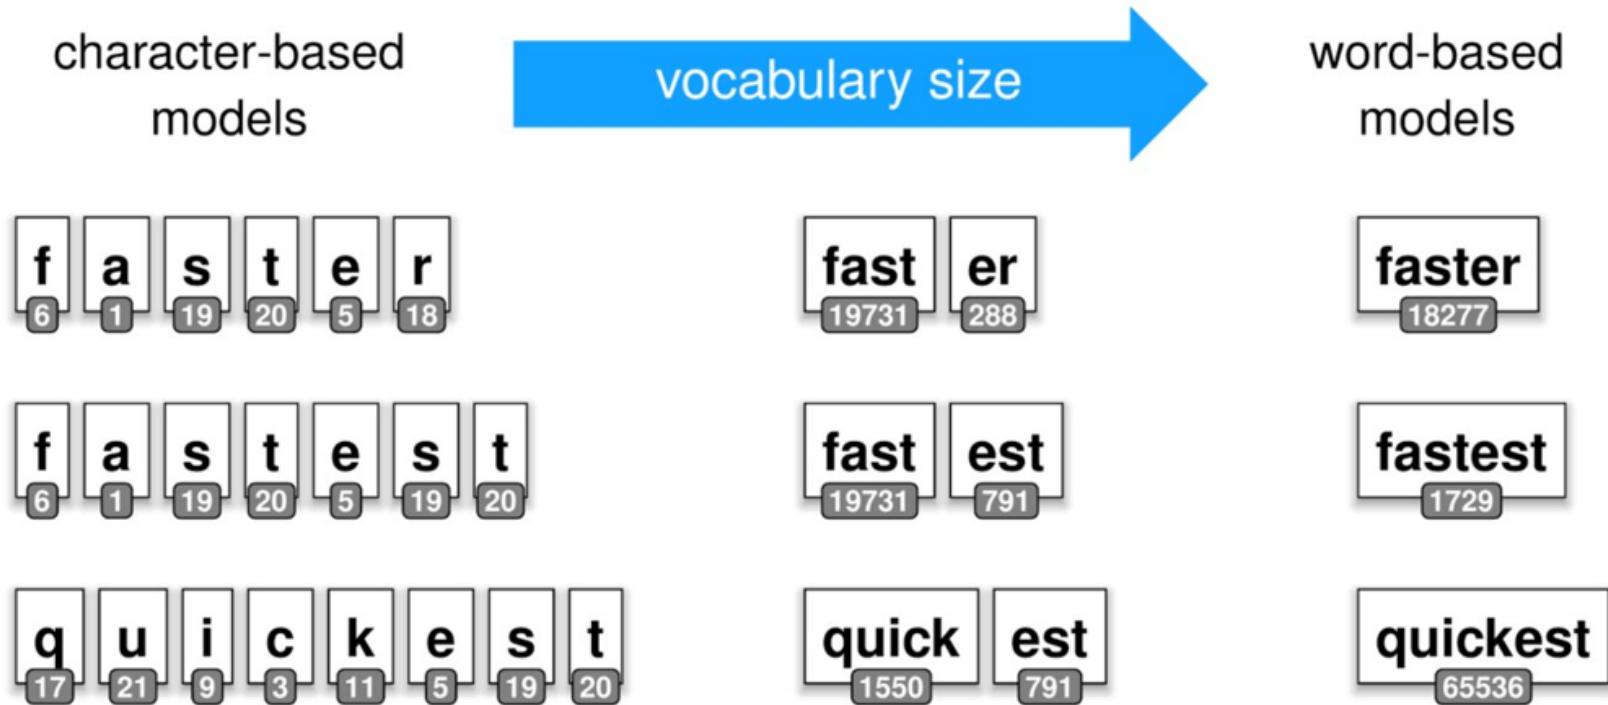 character-based
models
vocabulary size
word-based
models
f a s t e r
6 1 19 20 5 18
fast er
19731 288
faster
18277
f a s t e s t
6 1 19 20 5 19 20
fast est
19731 791
fastest
1729
q u i c k e s t
17 21 9 3 11 5 19 20
quick est
1550 791
quickest
65536